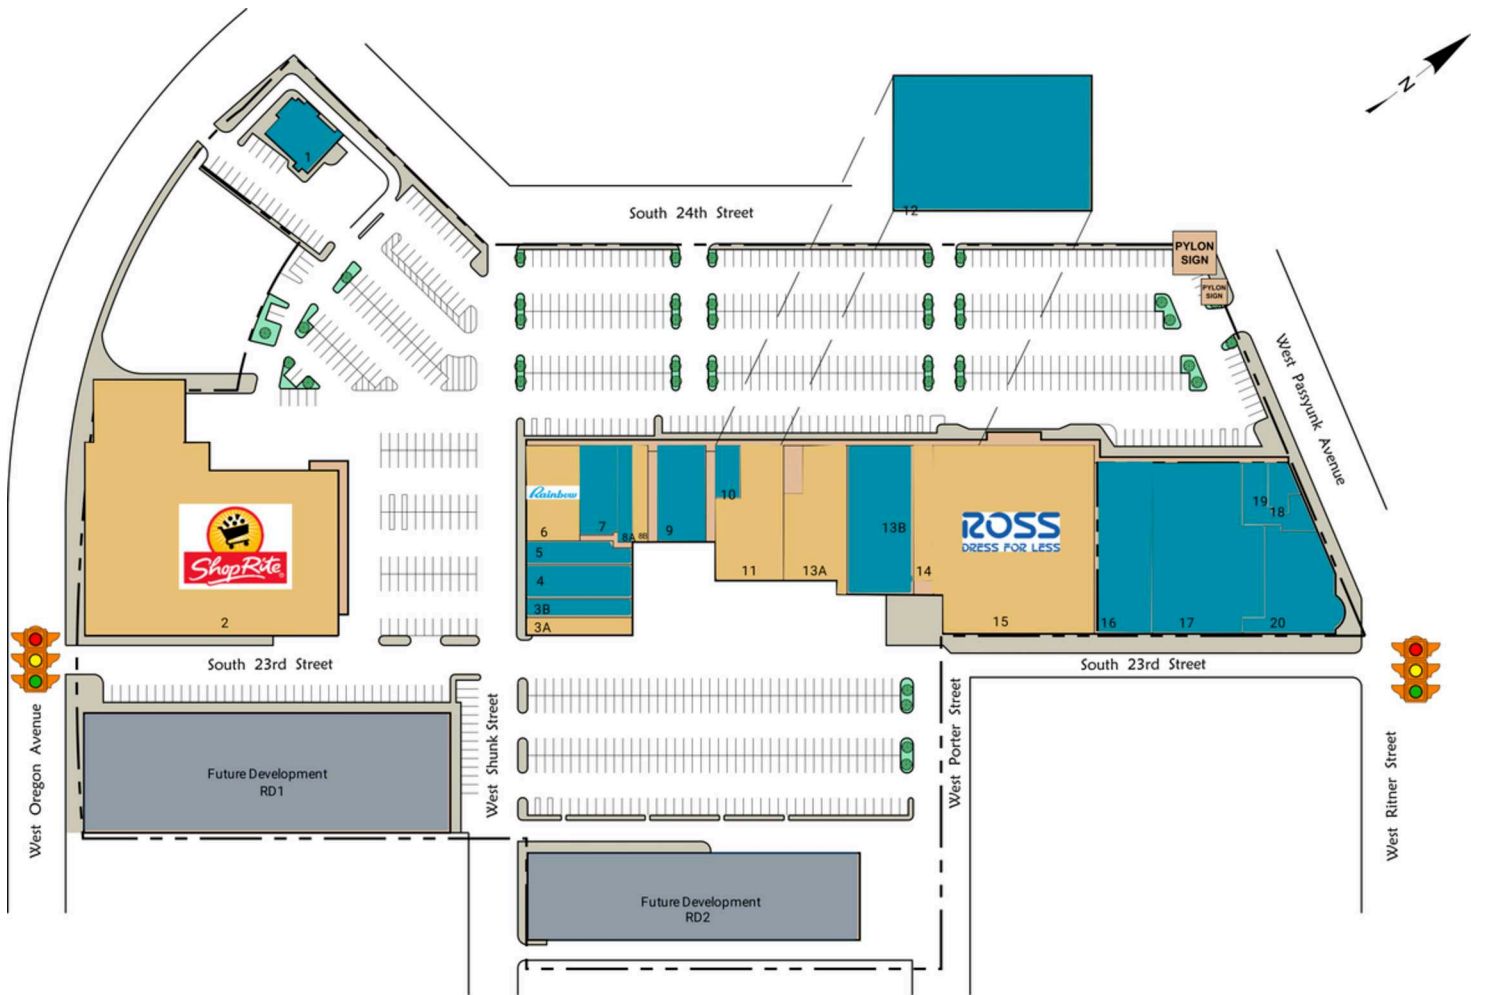 N
1
South 24th Street
12
PYLON
SIGN
PYLON
SIGN
West Passyunk Avenue
ShopRite
2
Rainbow
6
7
8A
8B
9
10
5
4
3B
3A
11
13A
13B
14
ROSS
DRESS FOR LESS
15
16
17
18
19
20
South 23rd Street
South 23rd Street
West Oregon Avenue
West Shunk Street
West Porter Street
West Ritner Street
Future Development
RD1
Future Development
RD2